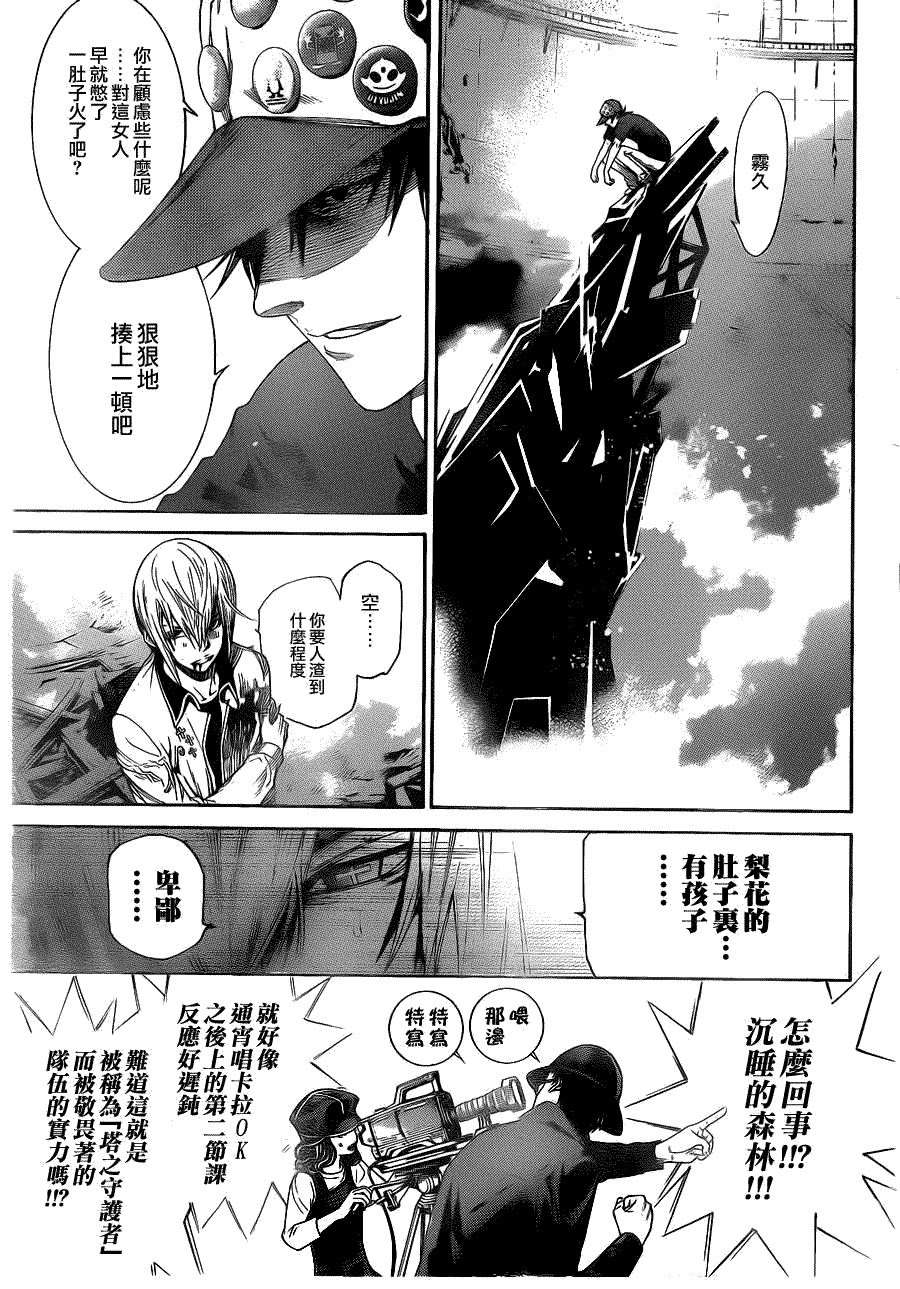 霧久
你在顧慮些什麼呢
……對這女人
早就憋了
一肚子火了吧?
狠狠地
揍上一頓吧
空……
你要人渣到
什麼程度
梨花的
肚子裏…
有孩子
……
卑鄙
……
怎麼回事!!?
沉睡的森林!!!
喂
那邊
特寫
特寫
就好像
通宵唱卡拉OK
之後上的第二節課
反應好遲鈍
難道這就是
被稱為「塔之守護者」
而被敬畏著的
隊伍的實力嗎!!?